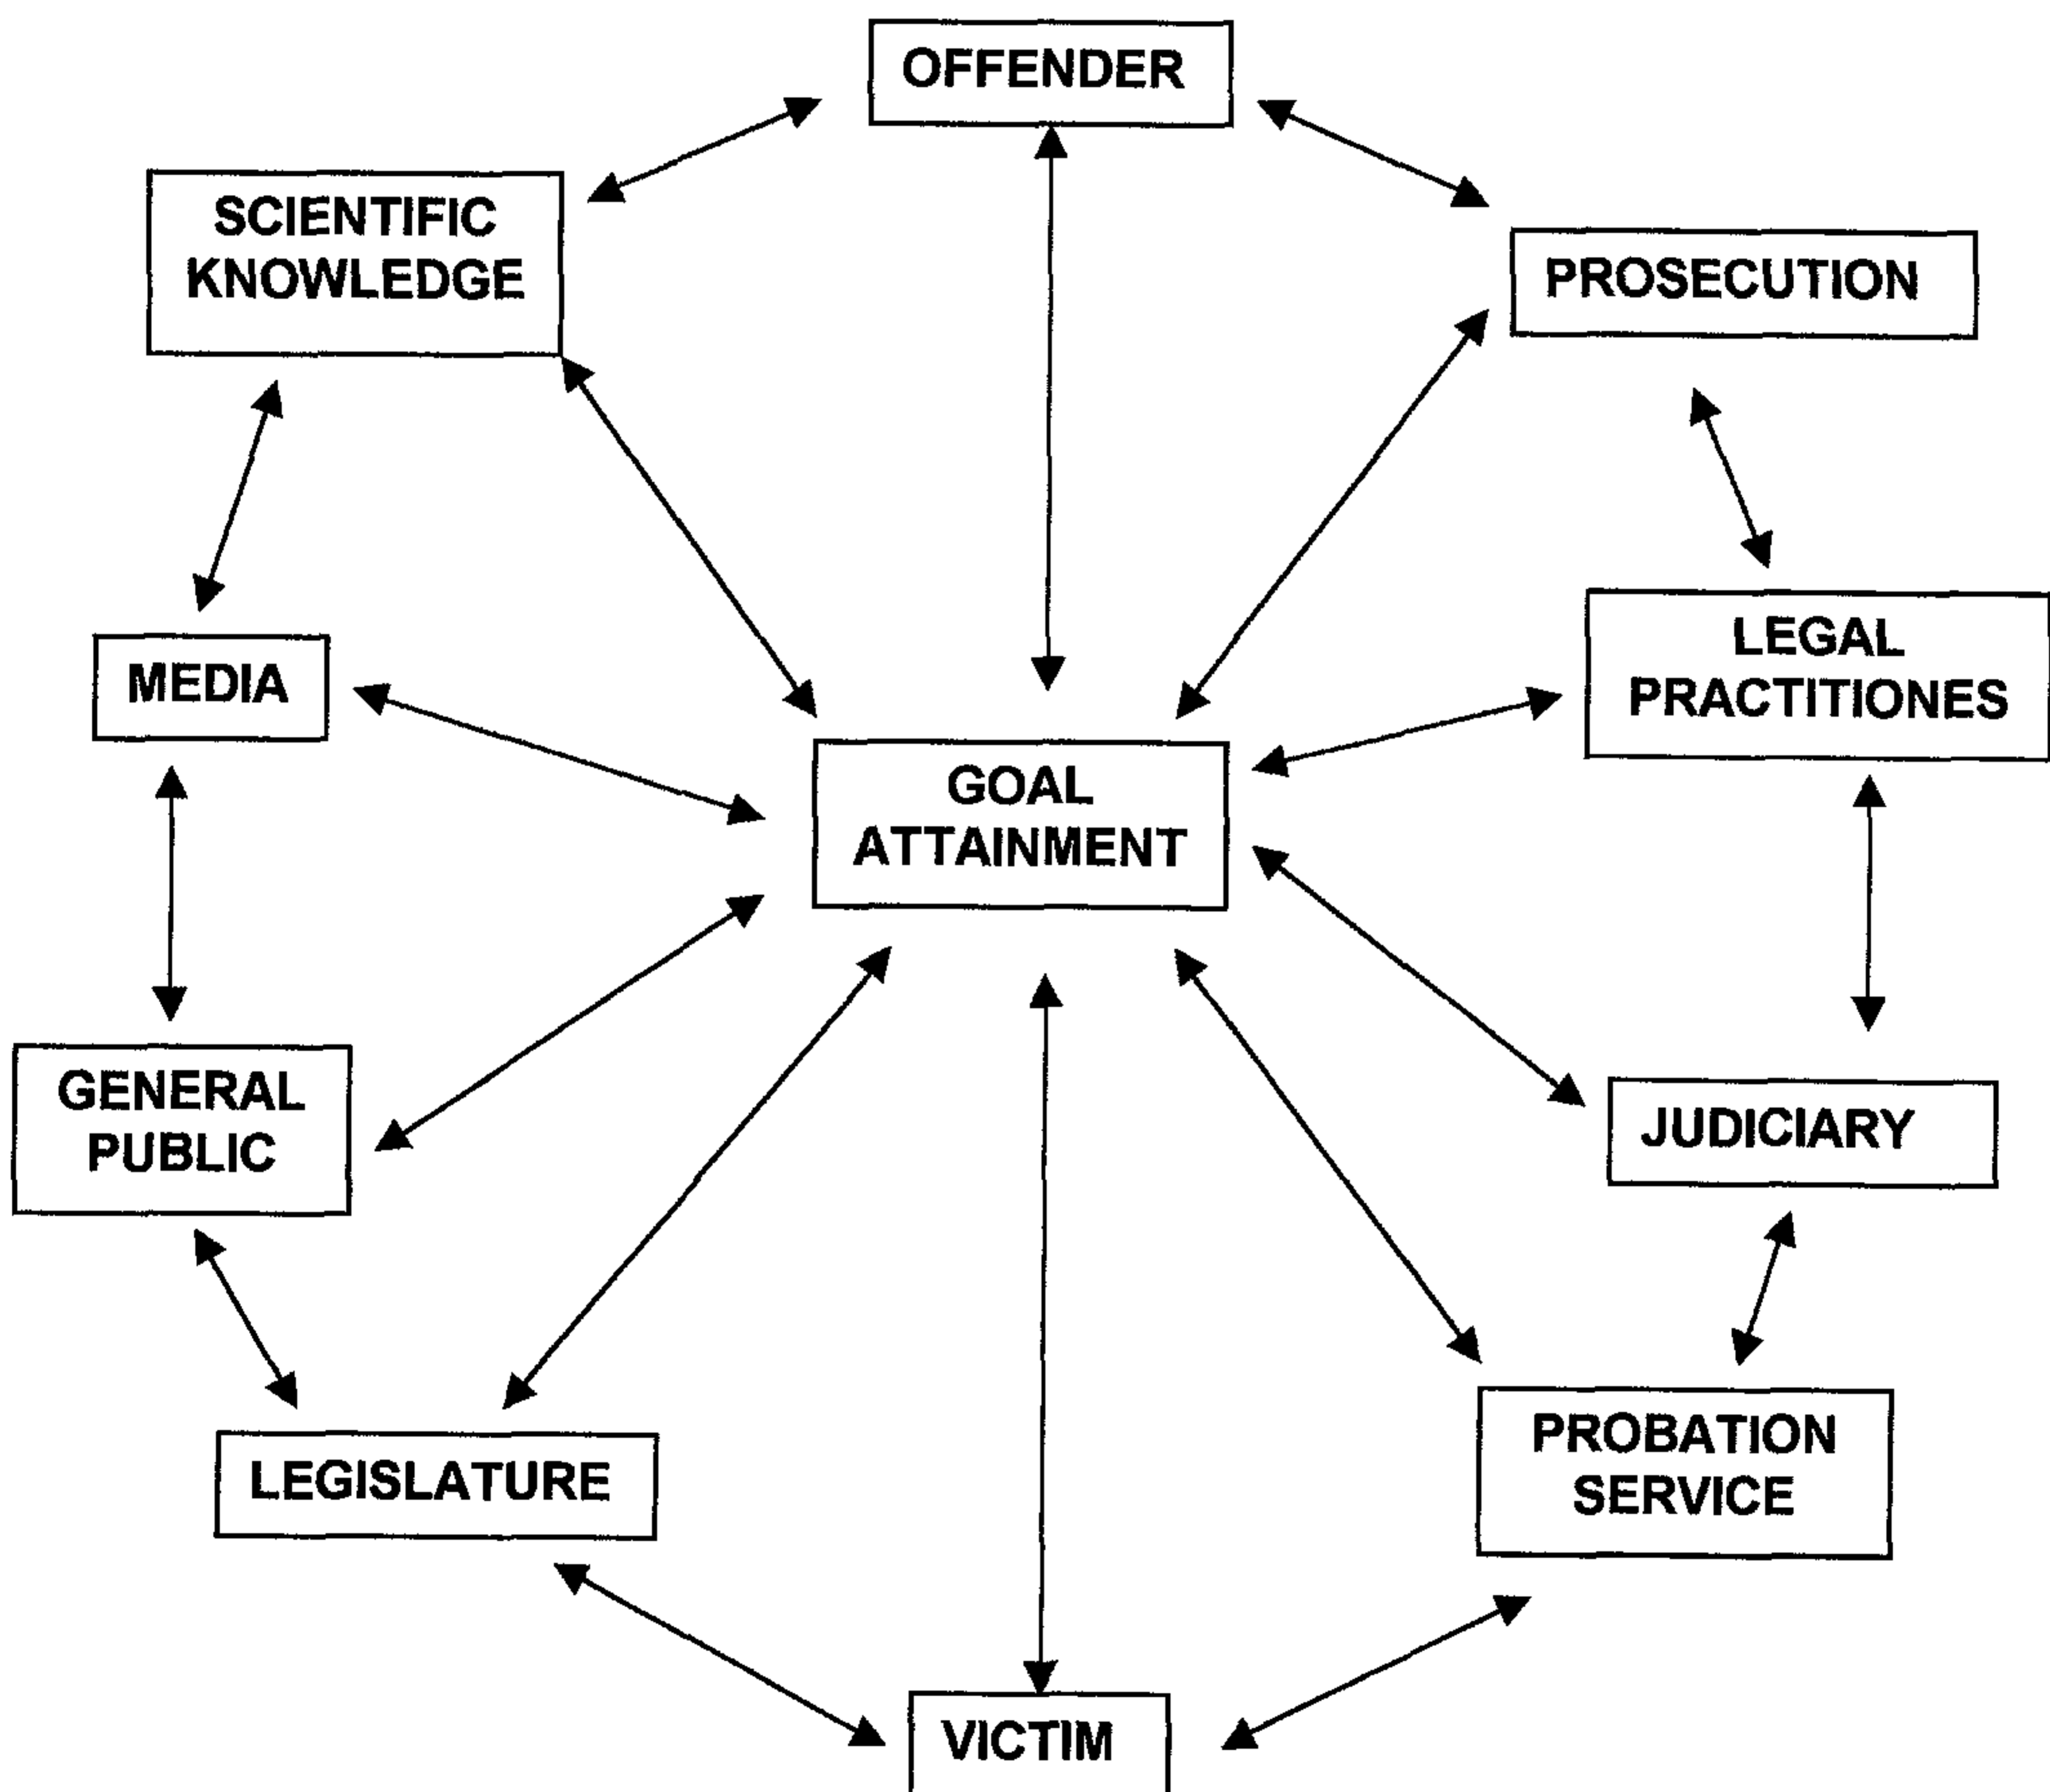 OFFENDER
SCIENTIFIC
KNOWLEDGE
PROSECUTION
LEGAL
PRACTITIONES
MEDIA
GOAL
ATTAINMENT
GENERAL
PUBLIC
JUDICIARY
PROBATION
SERVICE
LEGISLATURE
VICTIM